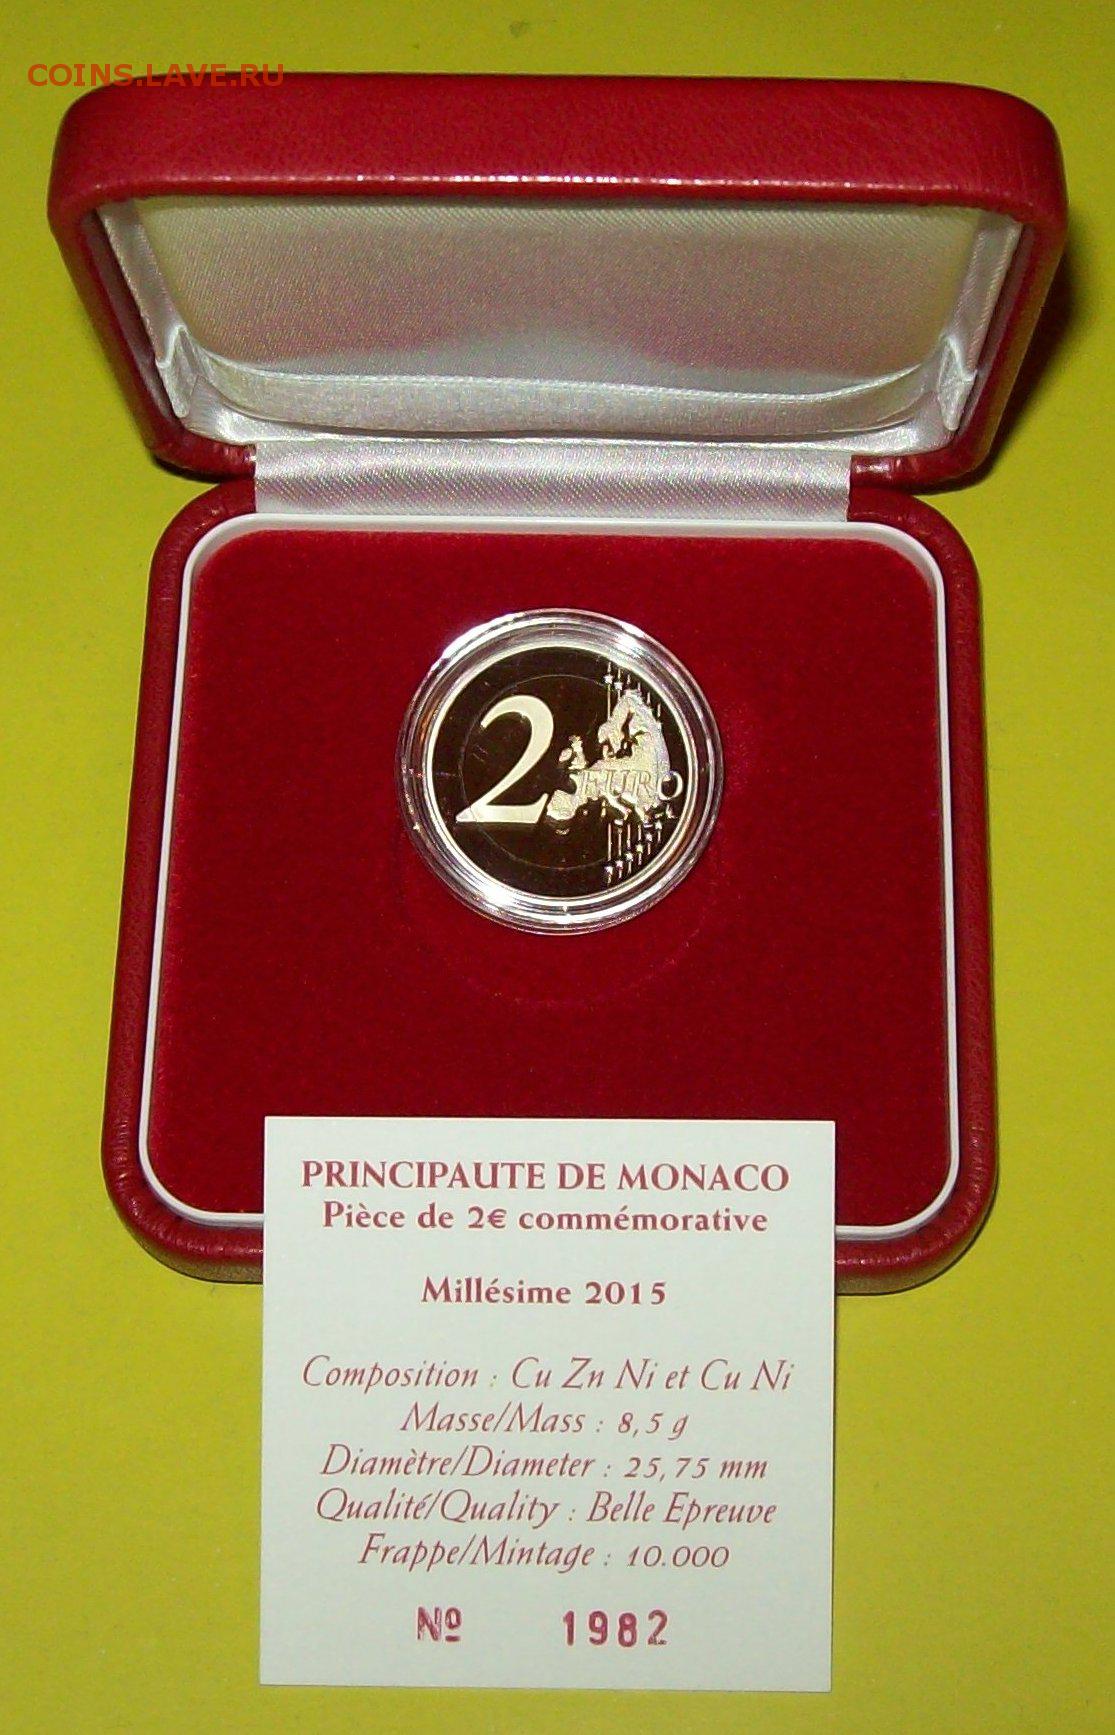 COINS.LAVE.RU
2 EURO
PRINCIPAUTE DE MONACO
Pièce de 2€ commémorative
Millésime 2015
Composition : Cu Zn Ni et Cu Ni
Masse/Mass : 8,5 g
Diamètre/Diameter : 25,75 mm
Qualité/Quality : Belle Epreuve
Frappe/Mintage : 10.000
Nº 1982